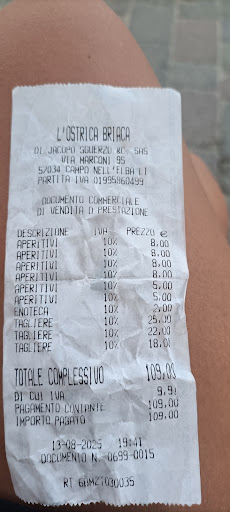 L'OSTRICA BRIACA
DI JACOPO SGUERZO &C. SAS
VIA MARCONI 95
57034 CAMPO NELL'ELBA LI
PARTITA IVA 01995960499
DOCUMENTO COMMERCIALE
DI VENDITA O PRESTAZIONE
DESCRIZIONE IVA PREZZO €
APERITIVI 10% 8,00
APERITIVI 10% 8,00
APERITIVI 10% 8,00
APERITIVI 10% 8,00
APERITIVI 10% 5,00
APERITIVI 10% 5,00
ENOTECA 10% 2,00
TAGLIERE 10% 25,00
TAGLIERE 10% 22,00
TAGLIERE 10% 18,00
TOTALE COMPLESSIVO 109,00
DI CUI IVA 9,91
PAGAMENTO CONTANTE 109,00
IMPORTO PAGATO 109,00
13-08-2025 19:41
DOCUMENTO N. 0699-0015